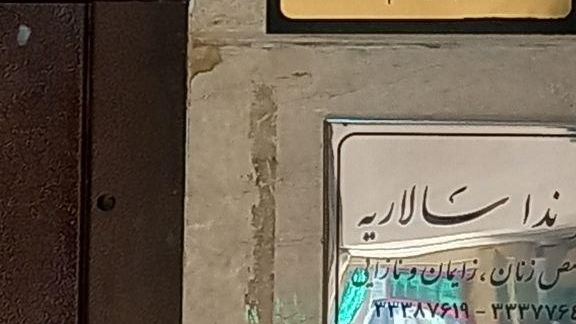 ندا سالاریه
زنان، زایمان و نازایی
۳۳۳۸۷۶۱۹ -